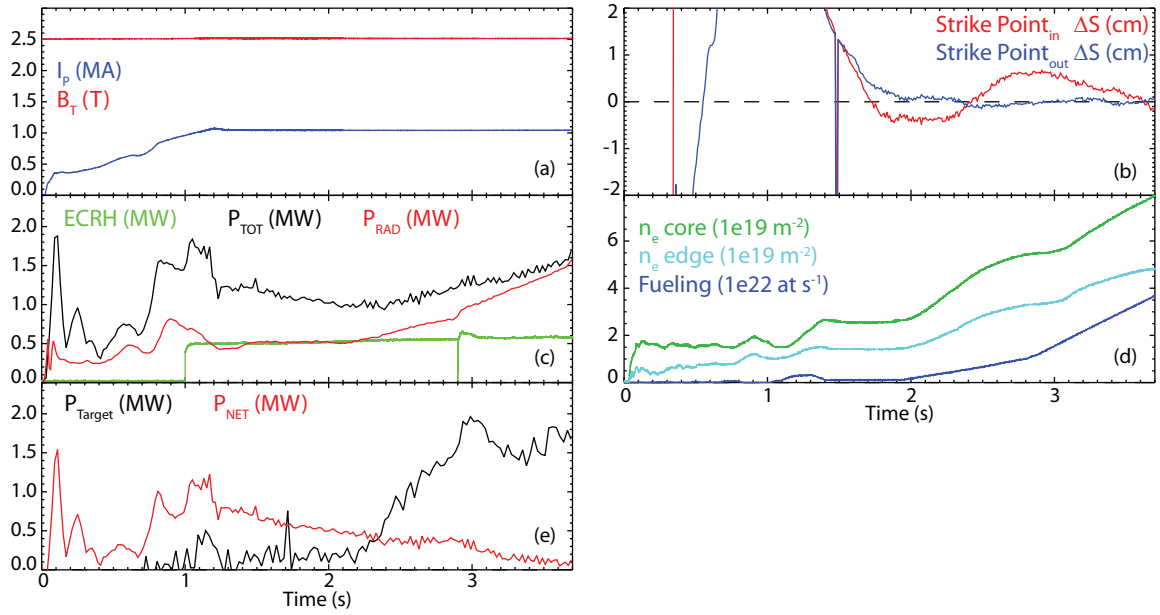 3.0
2.5
2.0
1.5
1.0
0.5
0.0
I_P (MA)
B_T (T)
(a)
2
1
0
-1
-2
Strike Point_in ΔS (cm)
Strike Point_out ΔS (cm)
(b)
2.0
1.5
1.0
0.5
0.0
ECRH (MW) P_TOT (MW) P_RAD (MW)
(c)
6
4
2
0
n_e core (1e19 m⁻²)
n_e edge (1e19 m⁻²)
Fueling (1e22 at s⁻¹)
(d)
0 1 2 3
Time (s)
2.0
1.5
1.0
0.5
0.0
P_Target (MW) P_NET (MW)
(e)
0 1 2 3
Time (s)